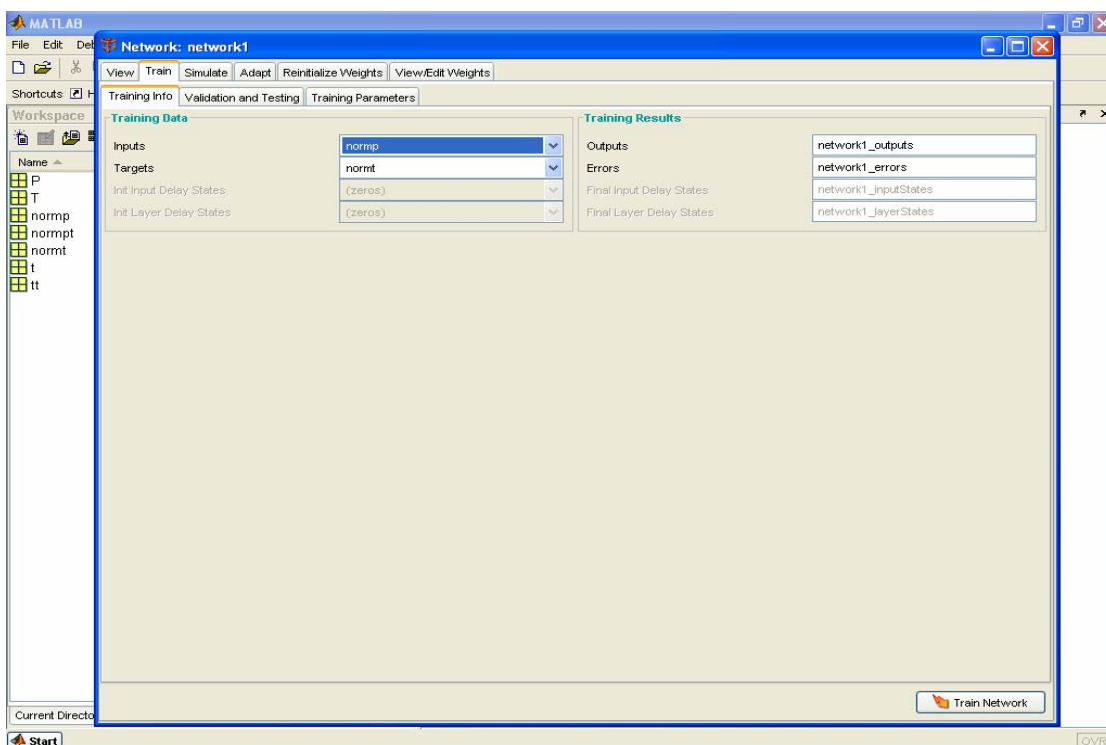 MATLAB
File Edit
Network: network1
View Train Simulate Adapt Reinitialize Weights View/Edit Weights
Shortcuts
Training Info Validation and Testing Training Parameters
Workspace
Training Data
Training Results
Inputs normp
Outputs network1_outputs
Name
Targets normt
Errors network1_errors
Init Input Delay States (zeros)
Final Input Delay States network1_inputStates
Init Layer Delay States (zeros)
Final Layer Delay States network1_layerStates
P
T
normp
normpt
normt
t
tt
Train Network
Current Directo
Start
OVR